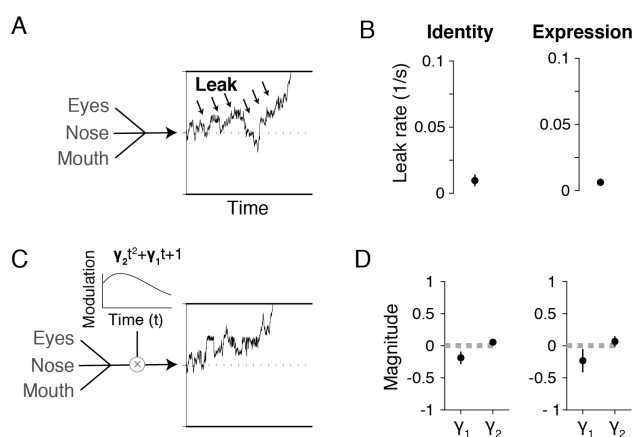 A
Leak
Eyes
Nose
Mouth
Time
B
Identity
Expression
Leak rate (1/s)
0.1
0.05
0
0.1
0.05
0
C
γ₂t²+γ₁t+1
Modulation
Time (t)
Eyes
Nose
Mouth
×
D
Magnitude
1
0.5
0
-0.5
-1
γ₁ γ₂
1
0.5
0
-0.5
- 1
γ₁ γ₂